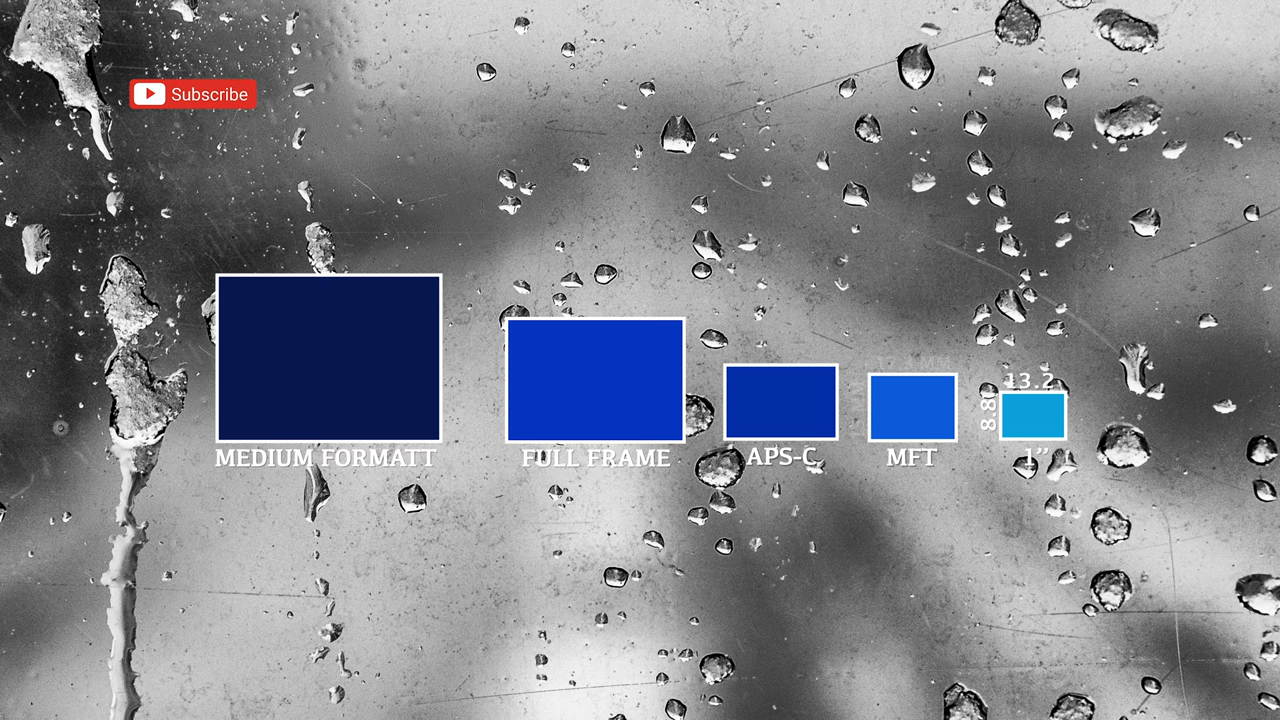 Subscribe
13.2
8.8
MEDIUM FORMATT
FULL FRAME
APS-C
MFT
1”